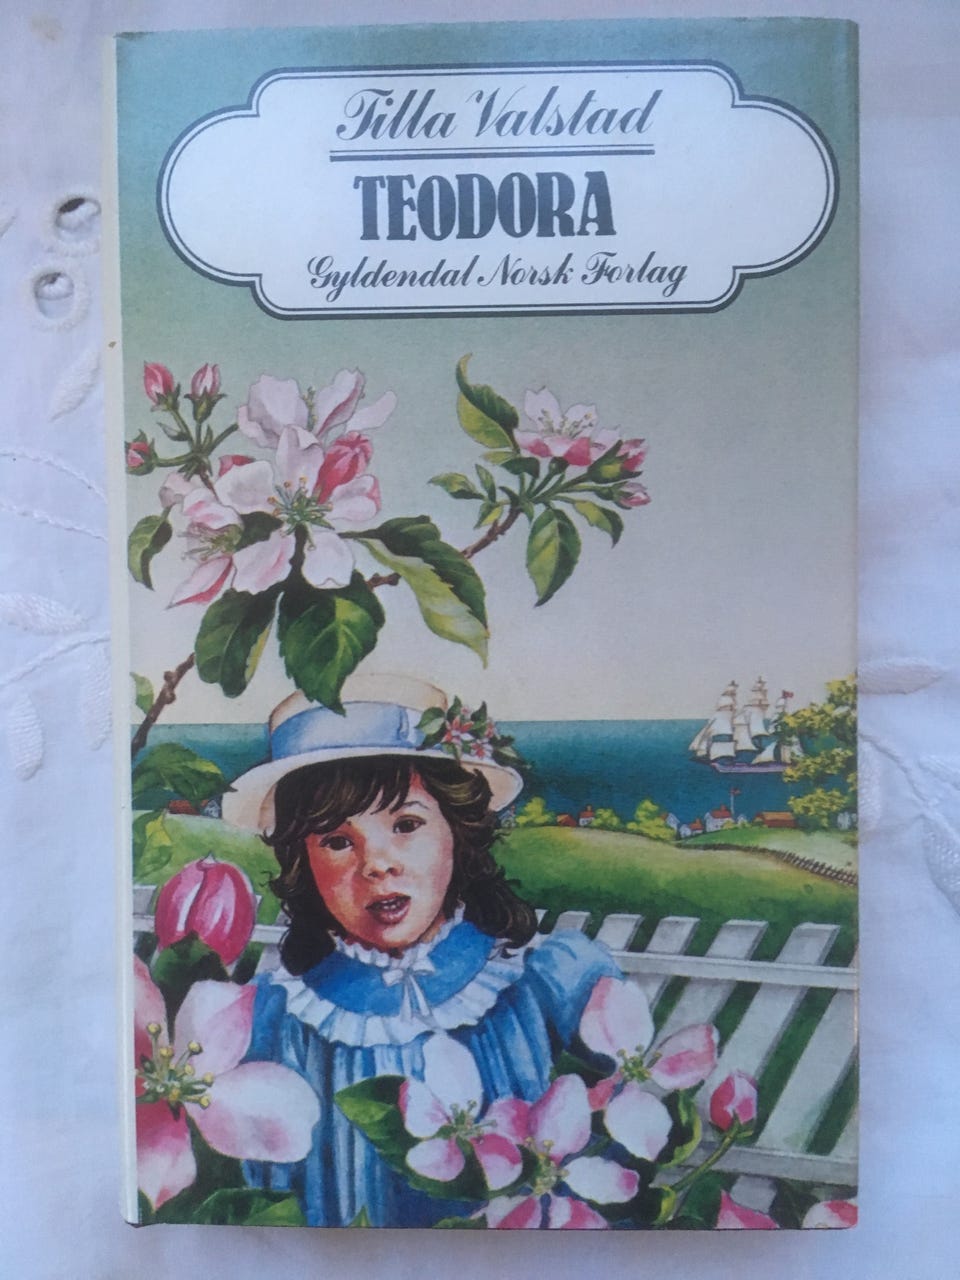 Tilla Valstad
TEODORA
Gyldendal Norsk Forlag